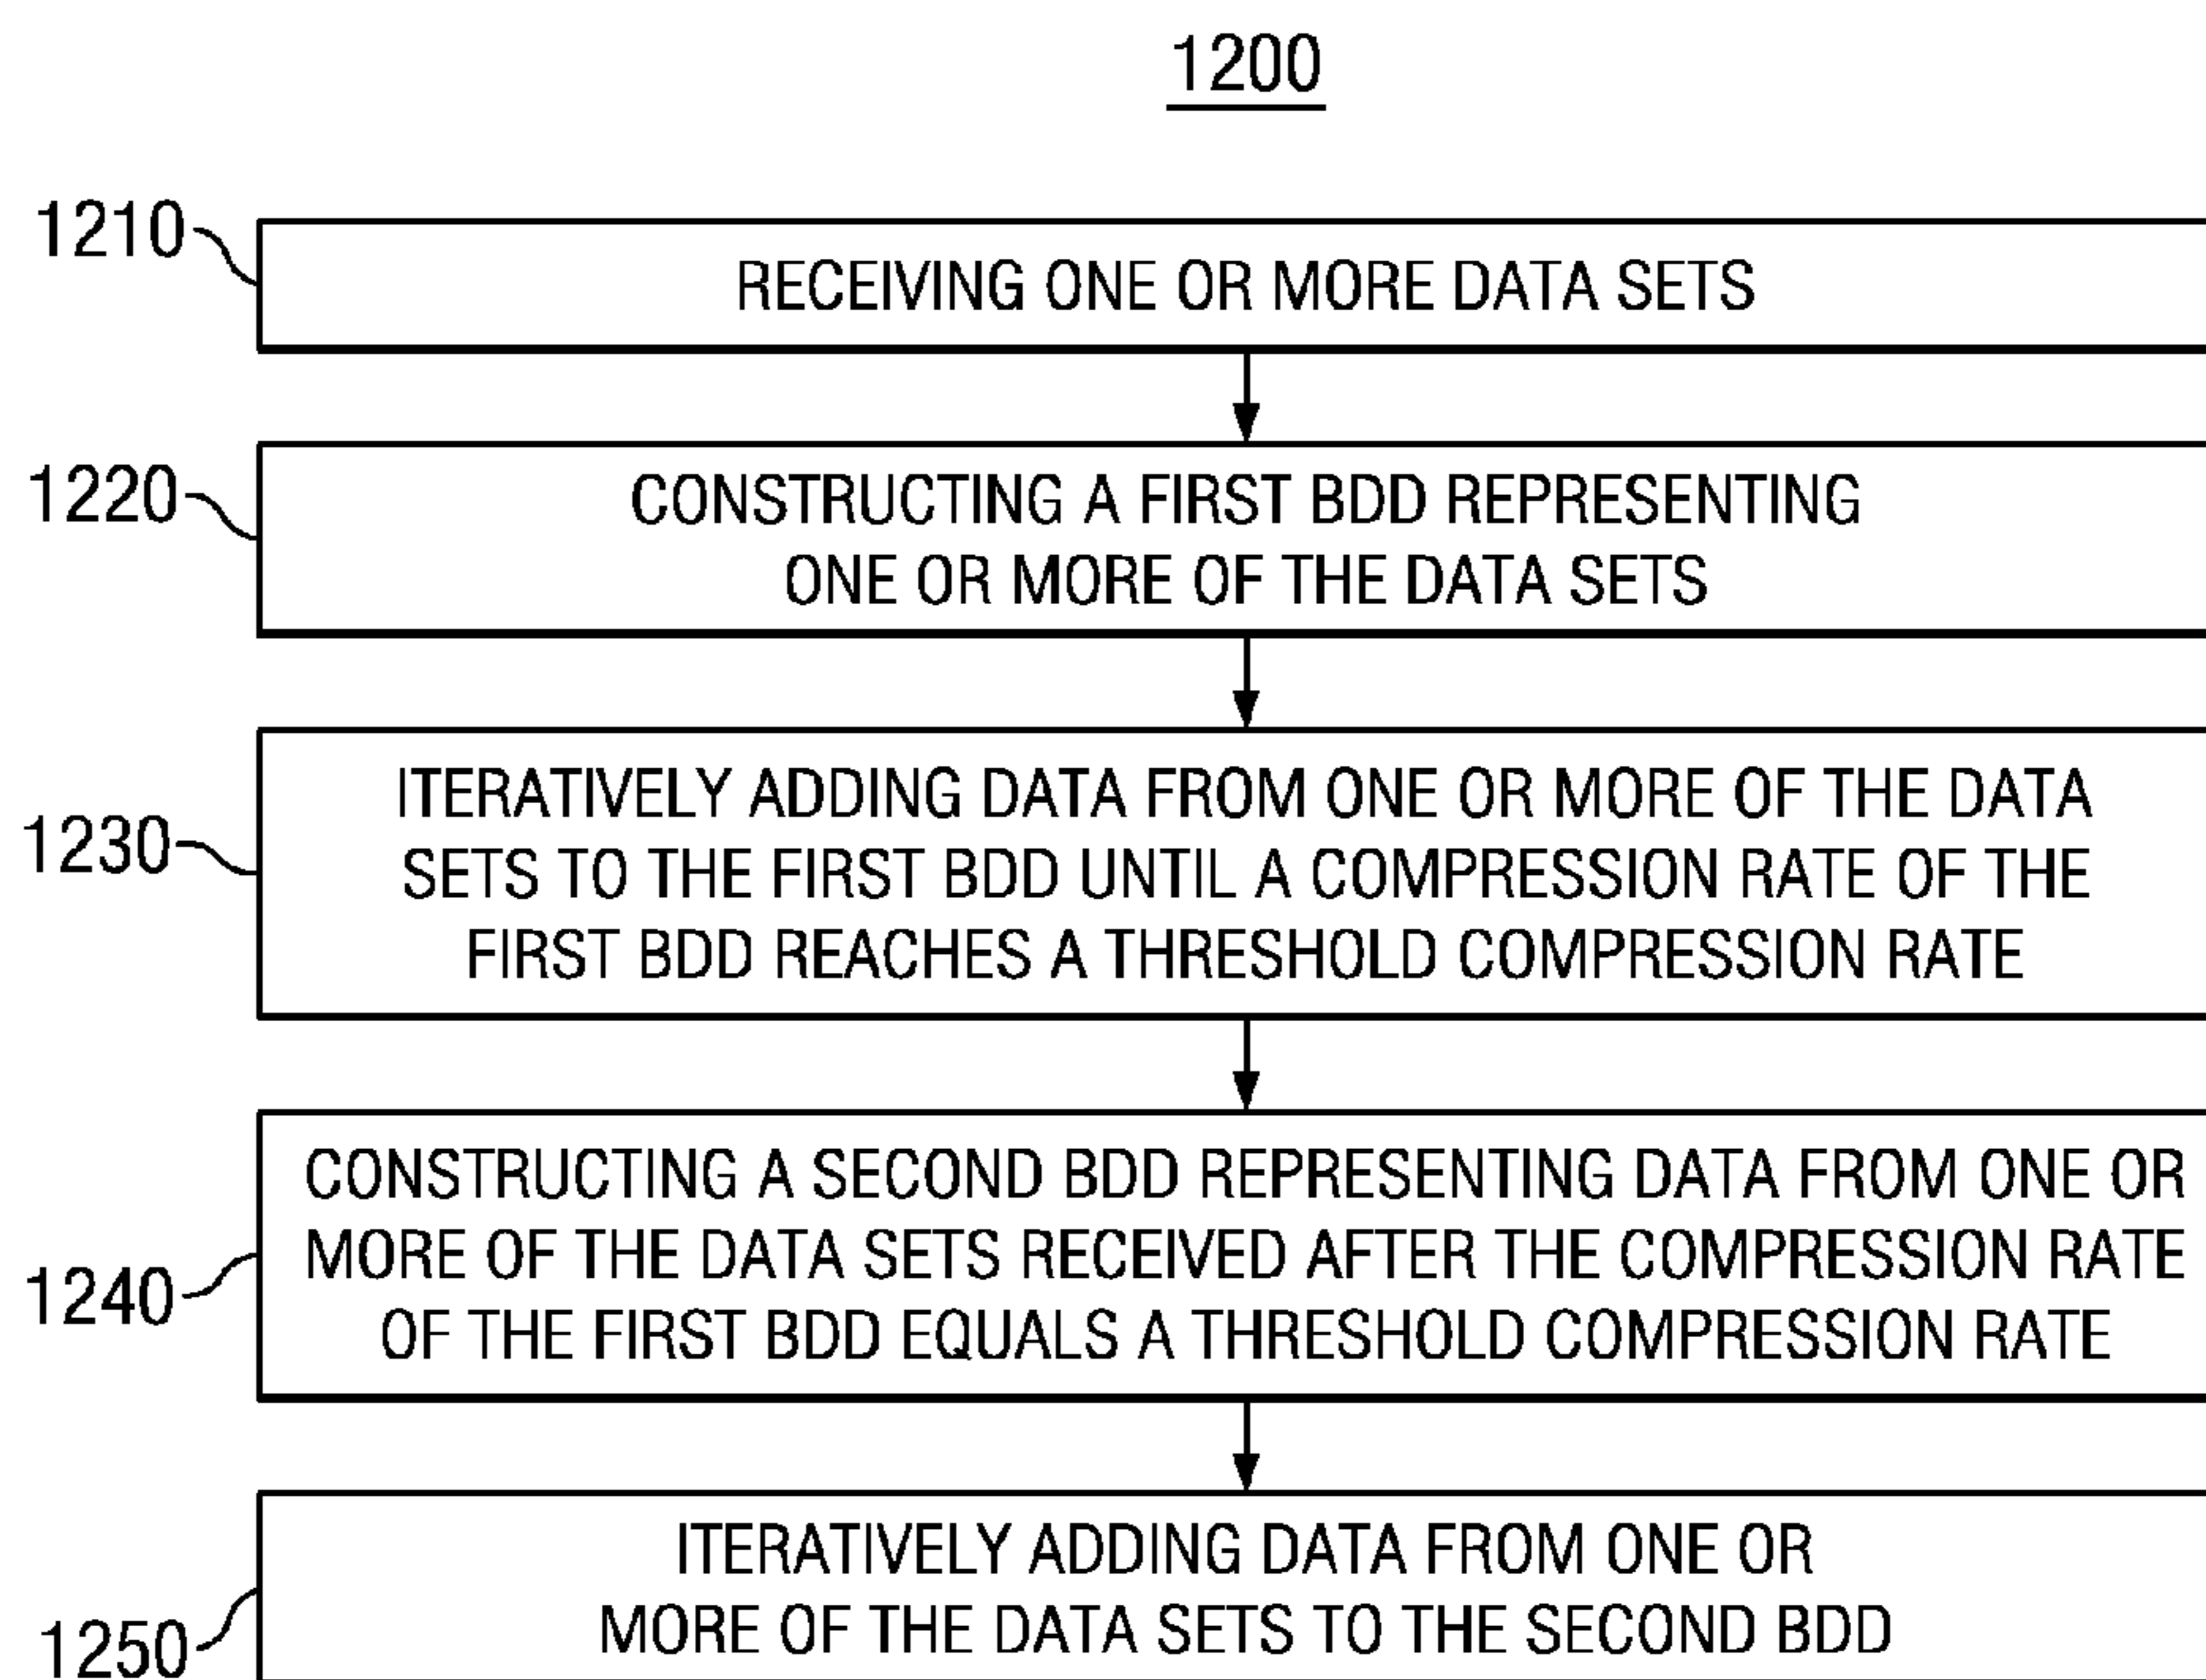 1200
1210
RECEIVING ONE OR MORE DATA SETS
1220
CONSTRUCTING A FIRST BDD REPRESENTING
ONE OR MORE OF THE DATA SETS
1230
ITERATIVELY ADDING DATA FROM ONE OR MORE OF THE DATA
SETS TO THE FIRST BDD UNTIL A COMPRESSION RATE OF THE
FIRST BDD REACHES A THRESHOLD COMPRESSION RATE
1240
CONSTRUCTING A SECOND BDD REPRESENTING DATA FROM ONE OR
MORE OF THE DATA SETS RECEIVED AFTER THE COMPRESSION RATE
OF THE FIRST BDD EQUALS A THRESHOLD COMPRESSION RATE
1250
ITERATIVELY ADDING DATA FROM ONE OR
MORE OF THE DATA SETS TO THE SECOND BDD